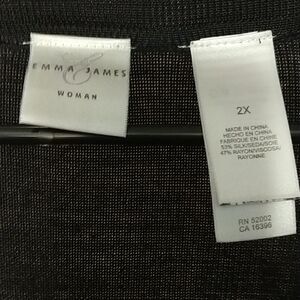 EMMA JAMES
WOMAN
2X
MADE IN CHINA
HECHO EN CHINA
FABRIQUE EN CHINE
53% SILK/SEDA/SOIE
47% RAYON/VISCOSA/
RAYONNE
RN 52002
CA 16396